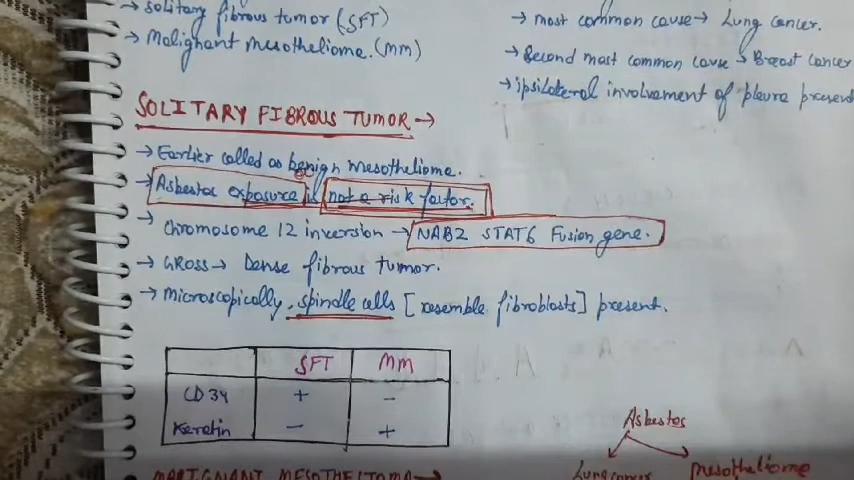 → Solitary fibrous tumor (SFT)
→ Malignant mesothelioma. (MM)
→ most common cause → Lung cancer.
→ Second most common cause → Breast cancer
→ ipsilateral involvement of pleura present
SOLITARY FIBROUS TUMOR →
→ Earlier called as benign mesothelioma.
→ Asbestos exposure is not a risk factor.
→ Chromosome 12 inversion → NAB2 STAT6 Fusion gene.
→ GROSS → Dense fibrous tumor.
→ Microscopically, spindle cells [resemble fibroblasts] present.
SFT MM
CD34 + −
Keratin − +
Asbestos
Lung cancer mesothelioma
MALIGNANT MESOTHELIOMA →